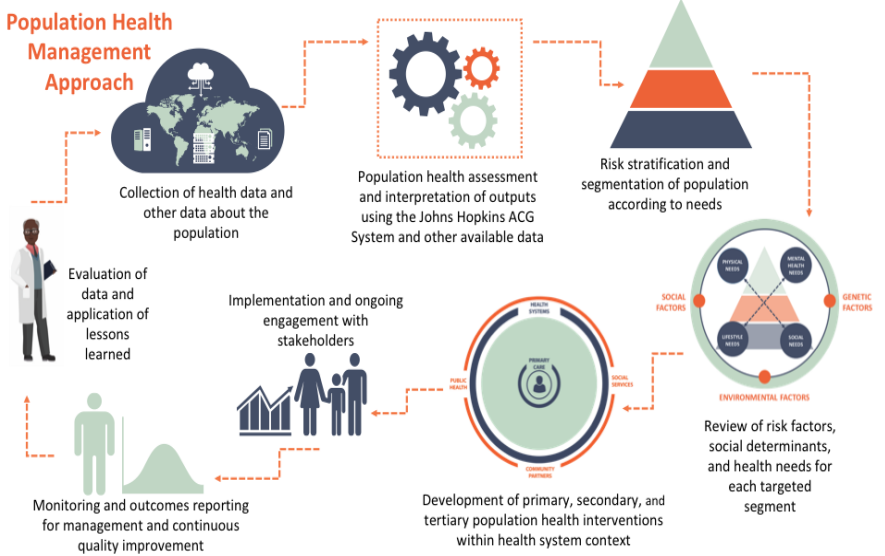 Population Health
Management
Approach
Collection of health data and
other data about the
population
Population health assessment
and interpretation of outputs
using the Johns Hopkins ACG
System and other available data
Risk stratification and
segmentation of population
according to needs
PHYSICAL
NEEDS
MENTAL
HEALTH
NEEDS
SOCIAL
FACTORS
GENETIC
FACTORS
LIFESTYLE
NEEDS
SOCIAL
NEEDS
ENVIRONMENTAL FACTORS
Review of risk factors,
social determinants,
and health needs for
each targeted
segment
HEALTH
SYSTEMS
PRIMARY
CARE
PUBLIC
HEALTH
SOCIAL
SERVICES
COMMUNITY
PARTNERS
Development of primary, secondary, and
tertiary population health interventions
within health system context
Implementation and ongoing
engagement with
stakeholders
Monitoring and outcomes reporting
for management and continuous
quality improvement
Evaluation of
data and
application of
lessons
learned